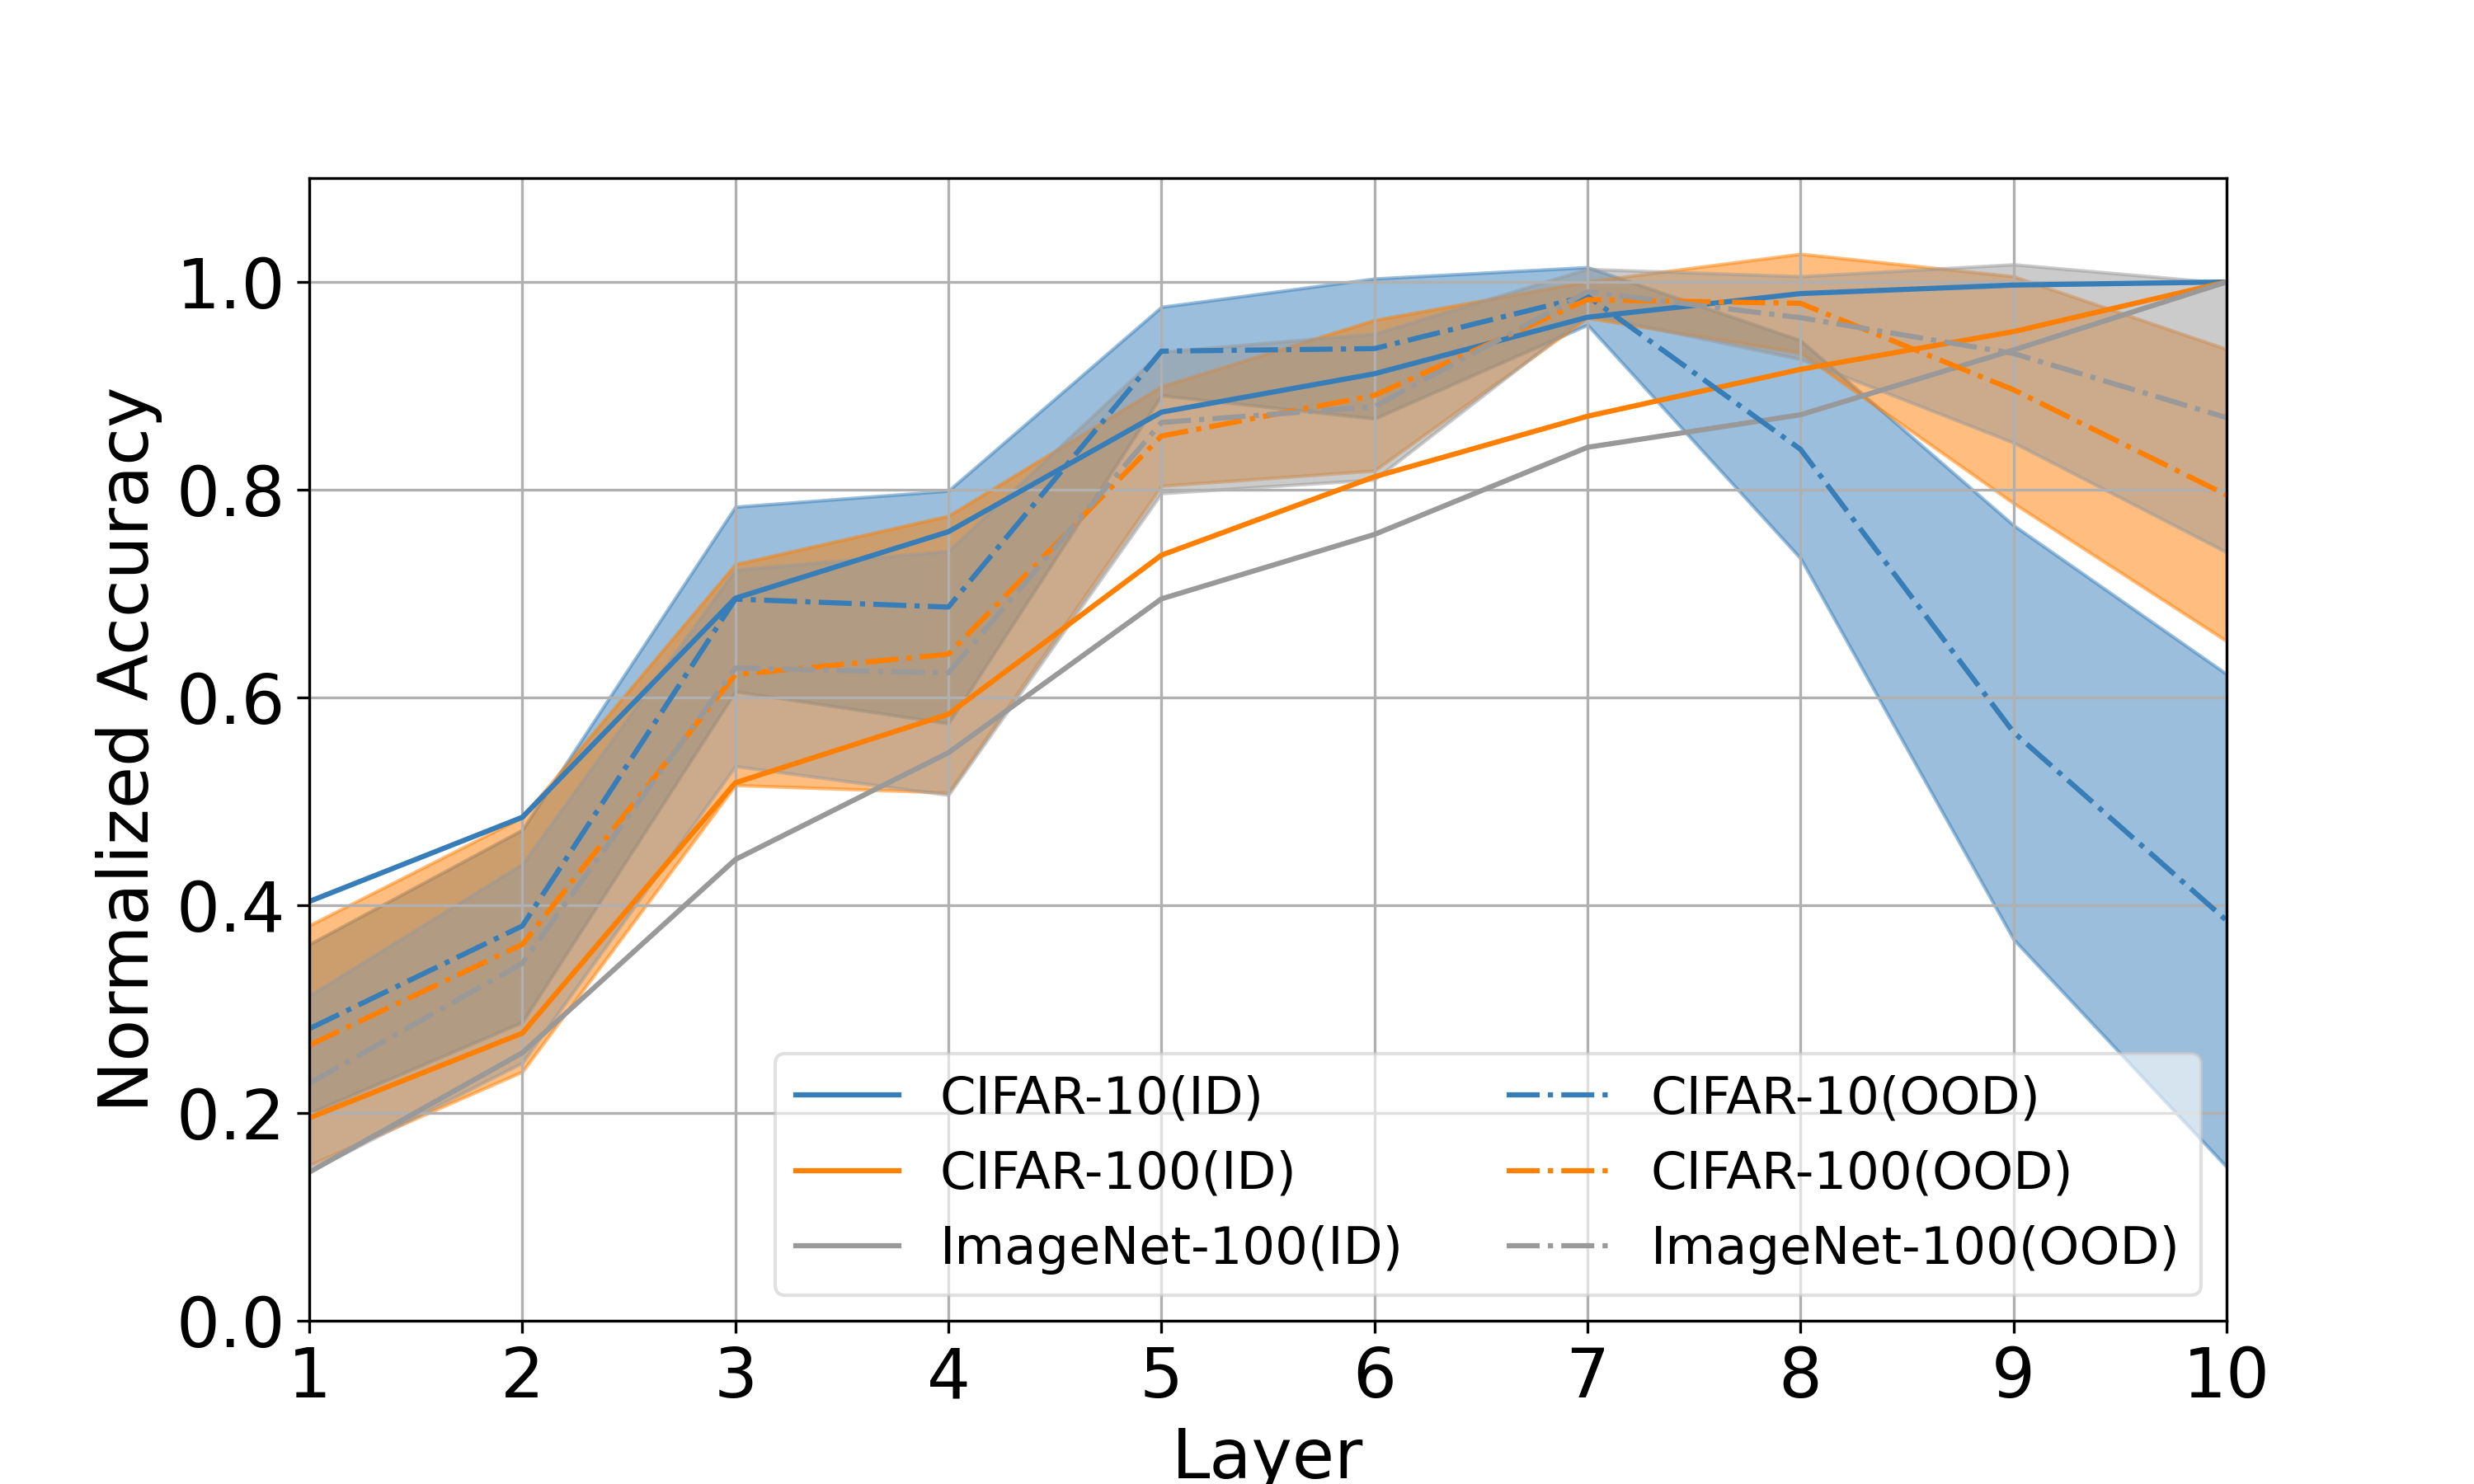 Normalized Accuracy
1.0
0.8
0.6
0.4
0.2
0.0
CIFAR-10(ID)
CIFAR-100(ID)
ImageNet-100(ID)
CIFAR-10(OOD)
CIFAR-100(OOD)
ImageNet-100(OOD)
1 2 3 4 5 6 7 8 9 10
Layer